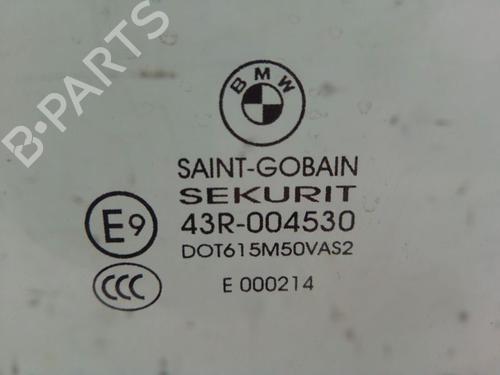 B-PARTS
BMW
SAINT-GOBAIN
SEKURIT
E9 43R-004530
DOT615M50VAS2
CCC E 000214